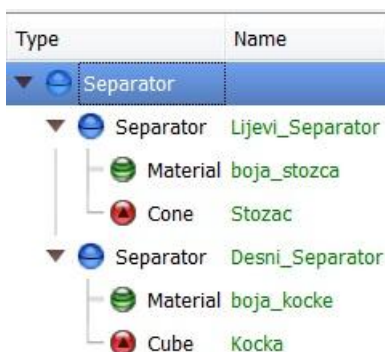 Type Name
Separator
Separator Lijevi_Separator
Material boja_stozca
Cone Stozac
Separator Desni_Separator
Material boja_kocke
Cube Kocka